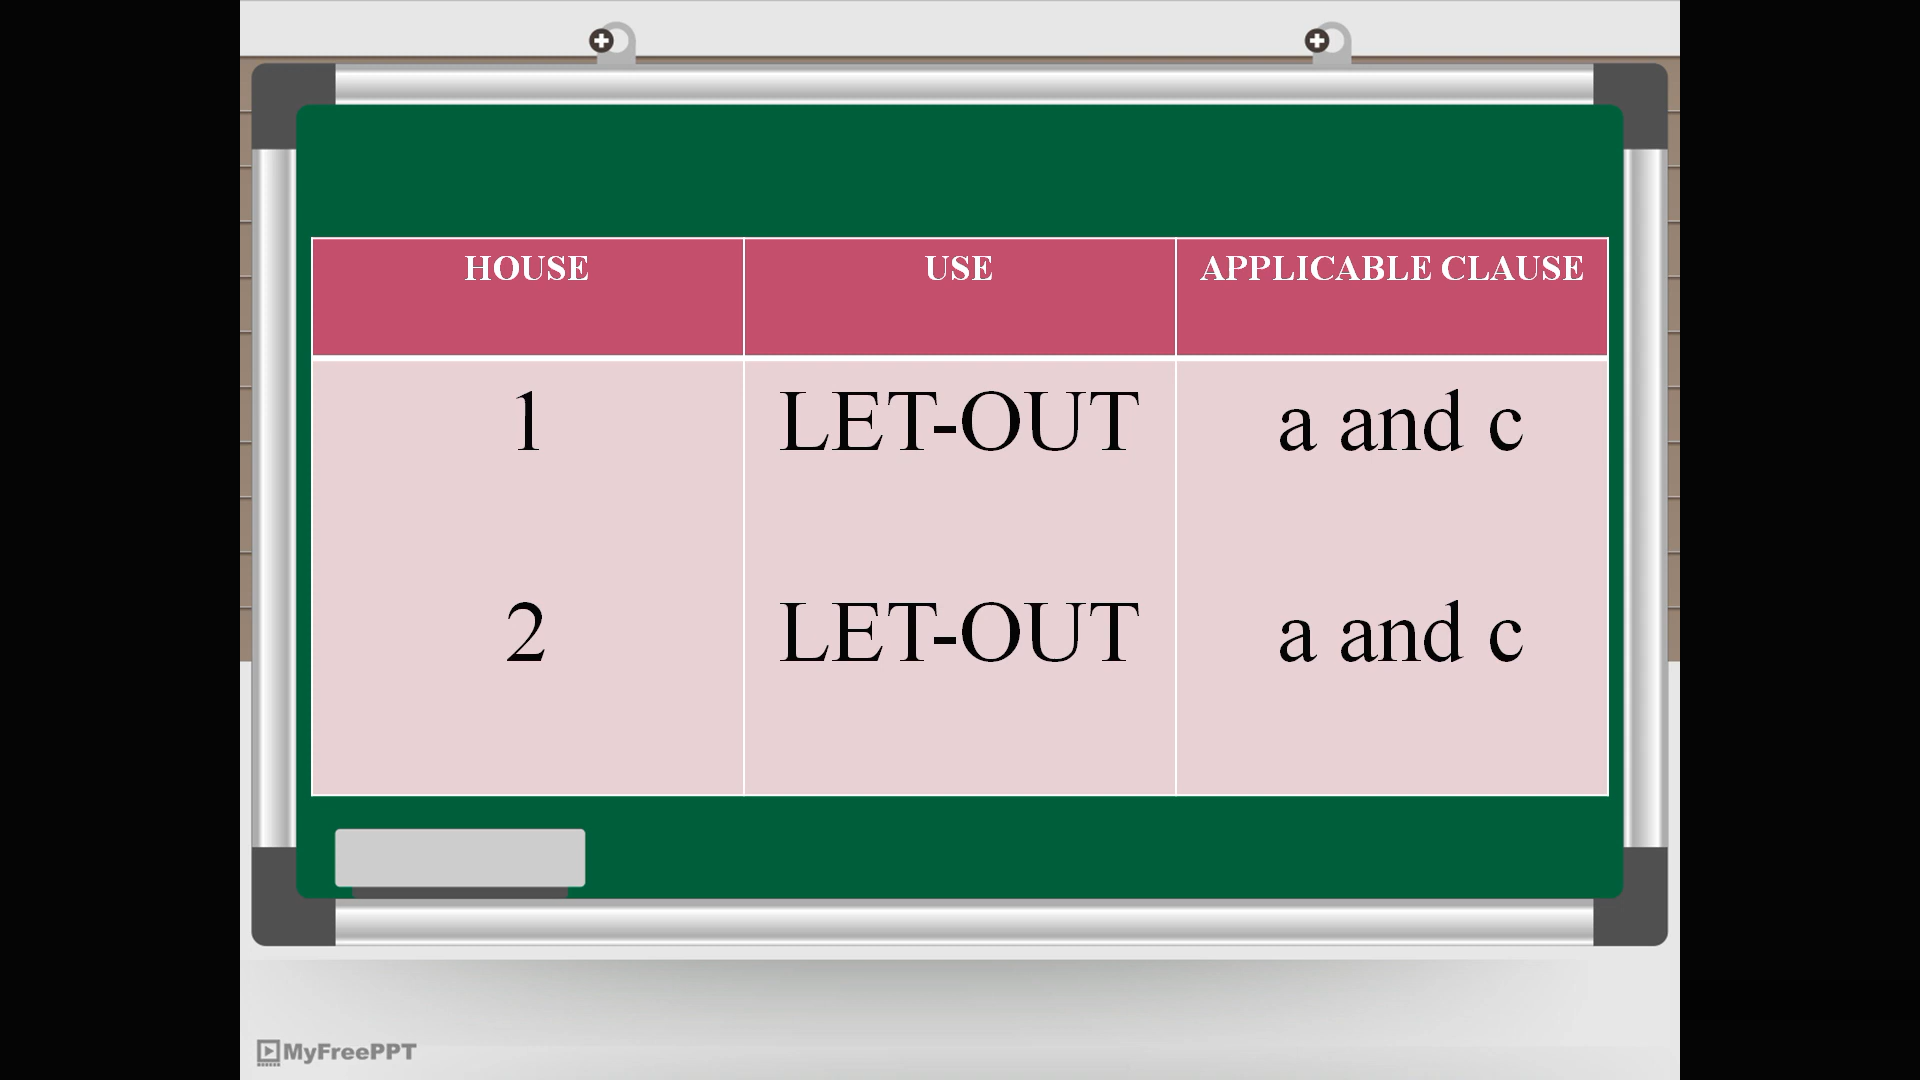 HOUSE USE APPLICABLE CLAUSE
1 LET-OUT a and c
2 LET-OUT a and c
MyFreePPT